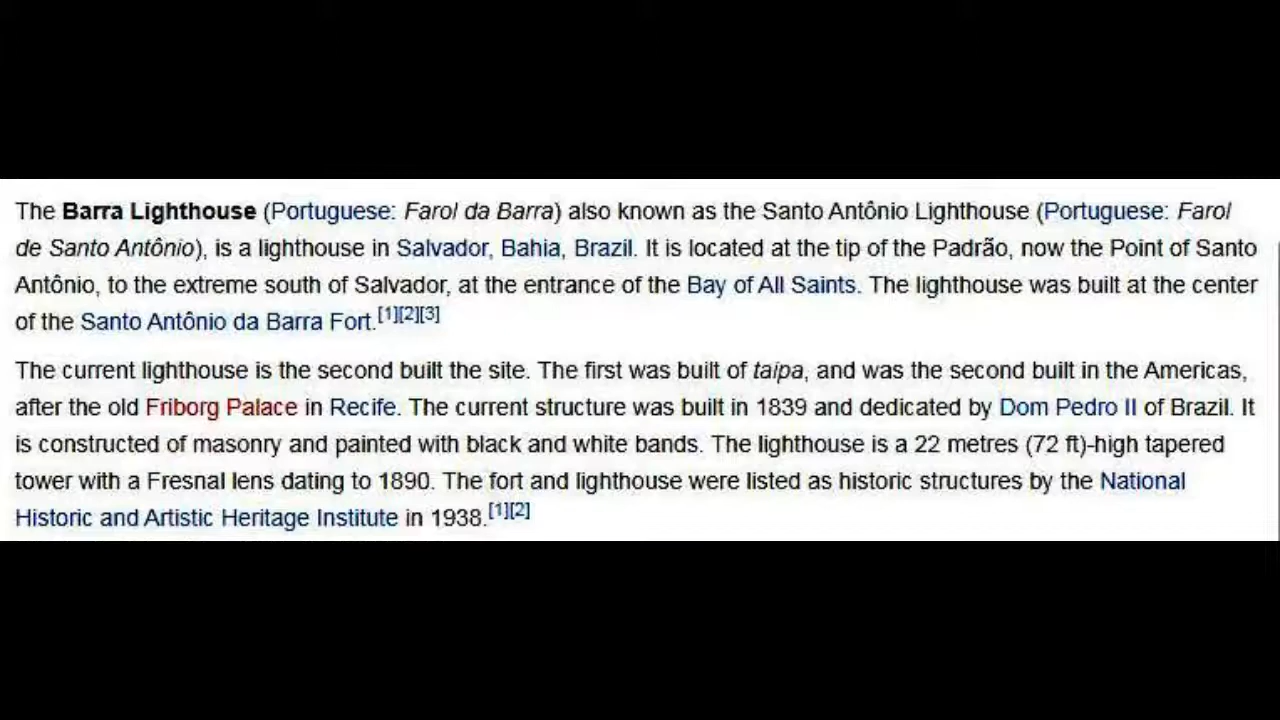 The Barra Lighthouse (Portuguese: Farol da Barra) also known as the Santo Antônio Lighthouse (Portuguese: Farol
de Santo Antônio), is a lighthouse in Salvador, Bahia, Brazil. It is located at the tip of the Padrão, now the Point of Santo
Antônio, to the extreme south of Salvador, at the entrance of the Bay of All Saints. The lighthouse was built at the center
of the Santo Antônio da Barra Fort.[1][2][3]
The current lighthouse is the second built the site. The first was built of taipa, and was the second built in the Americas,
after the old Friborg Palace in Recife. The current structure was built in 1839 and dedicated by Dom Pedro II of Brazil. It
is constructed of masonry and painted with black and white bands. The lighthouse is a 22 metres (72 ft)-high tapered
tower with a Fresnal lens dating to 1890. The fort and lighthouse were listed as historic structures by the National
Historic and Artistic Heritage Institute in 1938.[1][2]